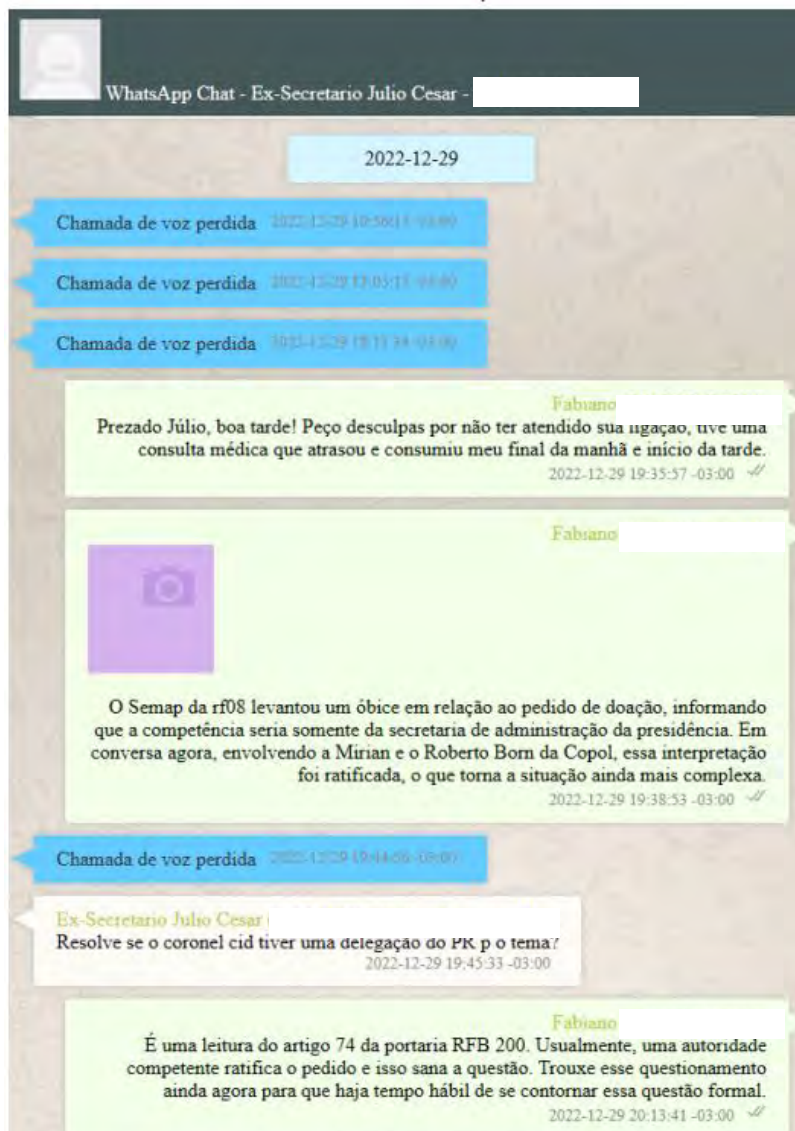 WhatsApp Chat - Ex-Secretario Julio Cesar -
2022-12-29
Chamada de voz perdida
Chamada de voz perdida
Chamada de voz perdida
Fabiano
Prezado Júlio, boa tarde! Peço desculpas por não ter atendido sua ligação, tive uma
consulta médica que atrasou e consumiu meu final da manhã e início da tarde.
2022-12-29 19:35:57 -03:00
Fabiano
O Semap da rf08 levantou um óbice em relação ao pedido de doação, informando
que a competência seria somente da secretaria de administração da presidência. Em
conversa agora, envolvendo a Mirian e o Roberto Born da Copol, essa interpretação
foi ratificada, o que torna a situação ainda mais complexa.
2022-12-29 19:38:53 -03:00
Chamada de voz perdida
Ex-Secretario Julio Cesar
Resolve se o coronel cid tiver uma delegação do PR p o tema?
2022-12-29 19:45:33 -03:00
Fabiano
É uma leitura do artigo 74 da portaria RFB 200. Usualmente, uma autoridade
competente ratifica o pedido e isso sana a questão. Trouxe esse questionamento
ainda agora para que haja tempo hábil de se contornar essa questão formal.
2022-12-29 20:13:41 -03:00